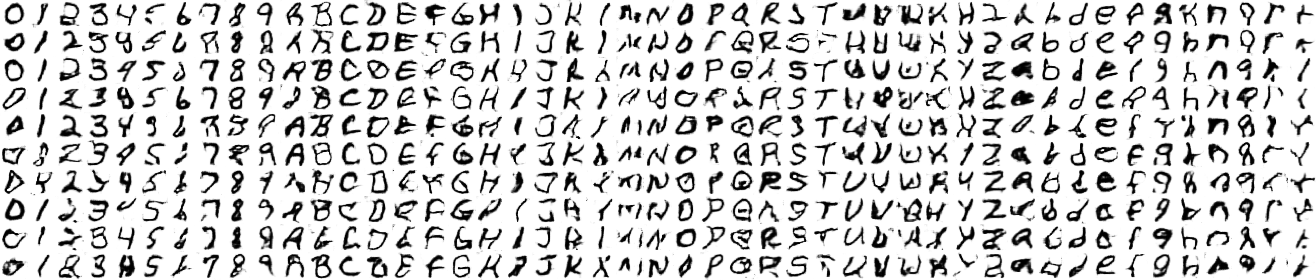 0 1 2 3 4 5 6 7 8 9 A B C D E F G H I J K I M N O P Q R S T U V W X Y Z a b d e f g h n q r t
0 1 2 3 4 5 6 7 8 9 A B C D E F G H I J K I M N O P Q R S T U V W X Y Z a b d e f g h n q r t
0 1 2 3 4 5 6 7 8 9 A B C D E F G H I J K L M N O P Q R S T U V W X Y Z a b d e f g h n q r t
0 1 2 3 4 5 6 7 8 9 A B C D E F G H I J K I M N O P Q R S T U V W X Y Z a b d e f g h n q r t
0 1 2 3 4 5 6 7 8 9 A B C D E F G H I J K L M N O P Q R S T U V W X Y Z a b d e f g h n q r t
0 1 2 3 4 5 6 7 8 9 A B C D E F G H I J K L M N O P Q R S T U V W X Y Z a b d e f g h n q r t
0 1 2 3 4 5 6 7 8 9 A B C D E F G H I J K L M N O P Q R S T U V W X Y Z a b d e f g h n q r t
0 1 2 3 4 5 6 7 8 9 A B C D E F G H I J K L M N O P Q R S T U V W X Y Z a b d e f g h n q r t
0 1 2 3 4 5 6 7 8 9 A B C D E F G H I J K I M N O P Q R S T U V W X Y Z a b d e f g h n q r t
0 1 2 3 4 5 6 7 8 9 A B C D E F G H I J K L M N O P Q R S T U V W X Y Z a b d e f g h n q r t